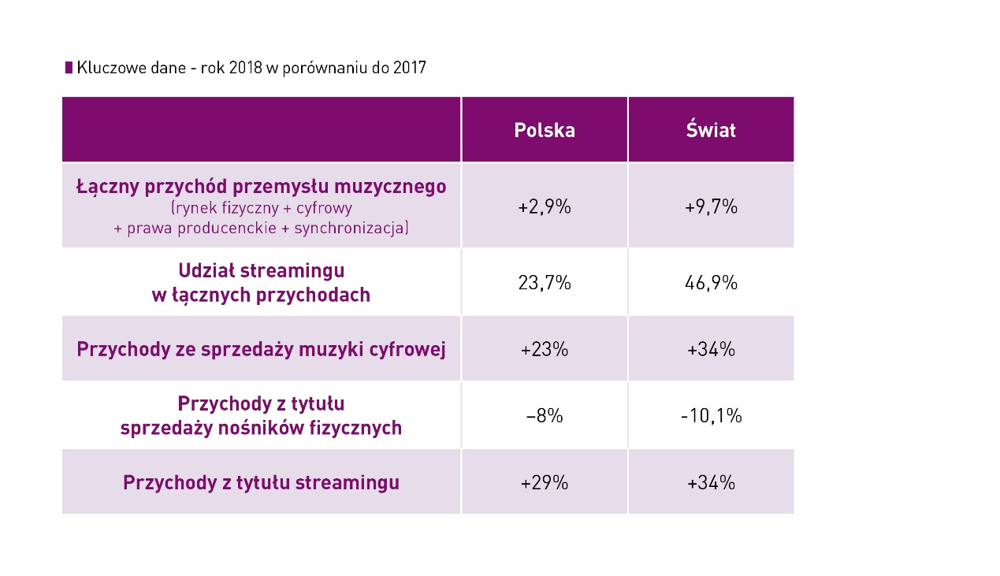 Kluczowe dane - rok 2018 w porównaniu do 2017
Polska Świat
Łączny przychód przemysłu muzycznego
(rynek fizyczny + cyfrowy
+ prawa producenckie + synchronizacja)
+2,9% +9,7%
Udział streamingu
w łącznych przychodach
23,7% 46,9%
Przychody ze sprzedaży muzyki cyfrowej
+23% +34%
Przychody z tytułu
sprzedaży nośników fizycznych
–8% -10,1%
Przychody z tytułu streamingu
+29% +34%